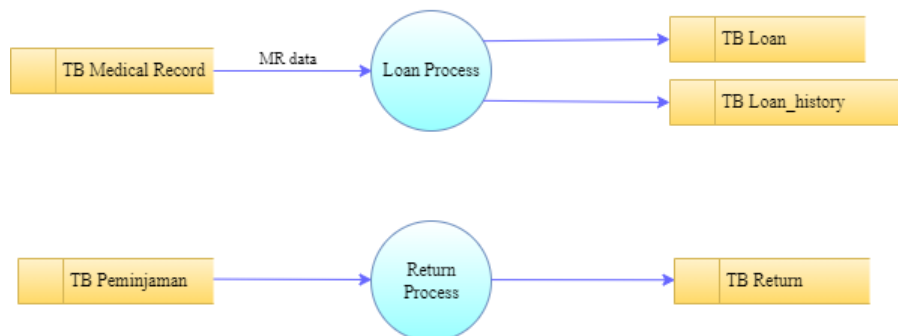 TB Medical Record
MR data
Loan Process
TB Loan
TB Loan_history
TB Peminjaman
Return
Process
TB Return